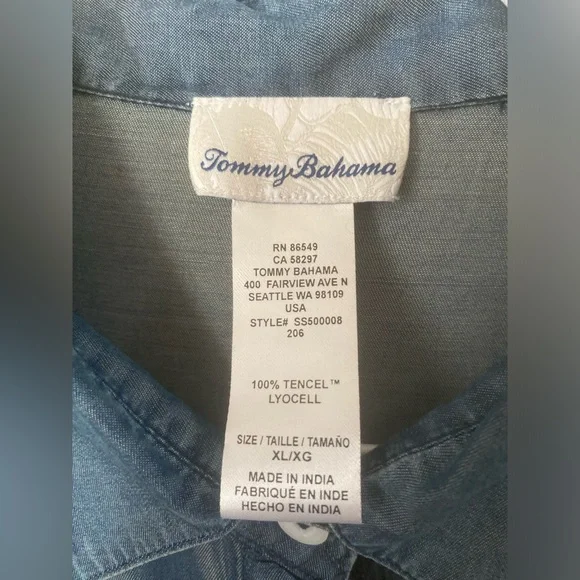 Tommy Bahama
RN 86549
CA 58297
TOMMY BAHAMA
400 FAIRVIEW AVE N
SEATTLE WA 98109
USA
STYLE# SS500008
206
100% TENCEL™
LYOCELL
SIZE / TAILLE / TAMAÑO
XL/XG
MADE IN INDIA
FABRIQUÉ EN INDE
HECHO EN INDIA